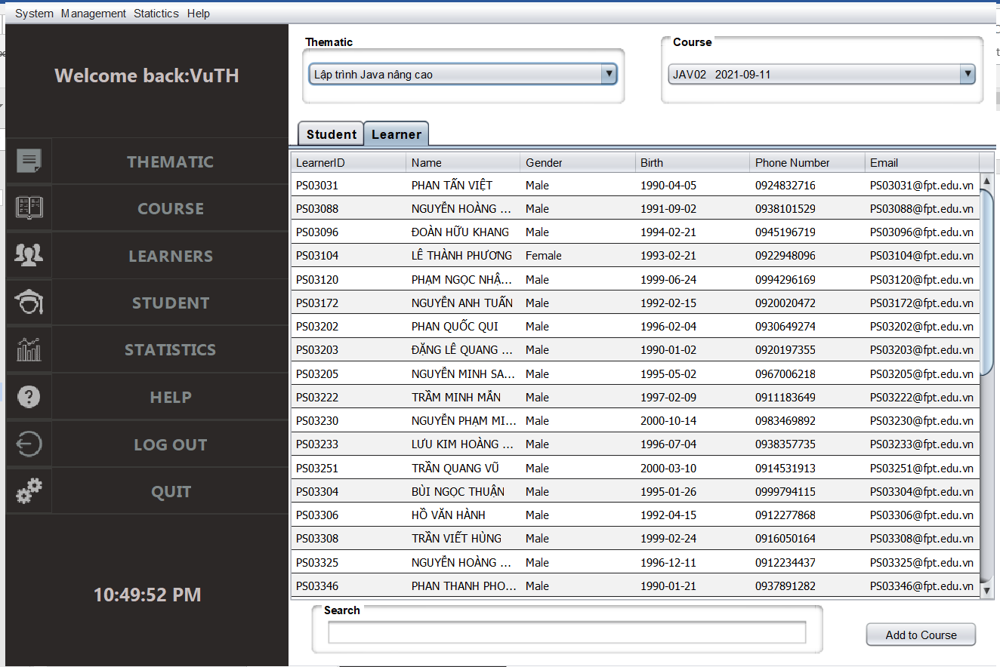 System Management Statictics Help
Welcome back:VuTH
THEMATIC
COURSE
LEARNERS
STUDENT
STATISTICS
HELP
LOG OUT
QUIT
10:49:52 PM
Thematic
Lập trình Java nâng cao
Course
JAV02 2021-09-11
Student Learner
LearnerID Name Gender Birth Phone Number Email
PS03031 PHAN TẤN VIỆT Male 1990-04-05 0924832716 PS03031@fpt.edu.vn
PS03088 NGUYỄN HOÀNG ... Male 1991-09-02 0938101529 PS03088@fpt.edu.vn
PS03096 ĐOÀN HỮU KHANG Male 1994-02-21 0945196719 PS03096@fpt.edu.vn
PS03104 LÊ THÀNH PHƯƠNG Female 1993-02-21 0922948096 PS03104@fpt.edu.vn
PS03120 PHẠM NGỌC NHẬ... Male 1999-06-24 0994296169 PS03120@fpt.edu.vn
PS03172 NGUYỄN ANH TUẤN Male 1992-02-15 0920020472 PS03172@fpt.edu.vn
PS03202 PHAN QUỐC QUI Male 1996-02-04 0930649274 PS03202@fpt.edu.vn
PS03203 ĐẶNG LÊ QUANG ... Male 1990-01-02 0920197355 PS03203@fpt.edu.vn
PS03205 NGUYỄN MINH SA... Male 1995-05-02 0967006218 PS03205@fpt.edu.vn
PS03222 TRẦM MINH MẪN Male 1997-02-09 0911183649 PS03222@fpt.edu.vn
PS03230 NGUYỄN PHẠM MI... Male 2000-10-14 0983469892 PS03230@fpt.edu.vn
PS03233 LƯU KIM HOÀNG ... Male 1996-07-04 0938357735 PS03233@fpt.edu.vn
PS03251 TRẦN QUANG VŨ Male 2000-03-10 0914531913 PS03251@fpt.edu.vn
PS03304 BÙI NGỌC THUẬN Male 1995-01-26 0999794115 PS03304@fpt.edu.vn
PS03306 HỒ VĂN HÀNH Male 1992-04-15 0912277868 PS03306@fpt.edu.vn
PS03308 TRẦN VIẾT HÙNG Male 1999-02-24 0916050164 PS03308@fpt.edu.vn
PS03325 NGUYỄN HOÀNG ... Male 1996-12-11 0912234437 PS03325@fpt.edu.vn
PS03346 PHAN THANH PHO... Male 1990-01-21 0937891282 PS03346@fpt.edu.vn
Search
Add to Course